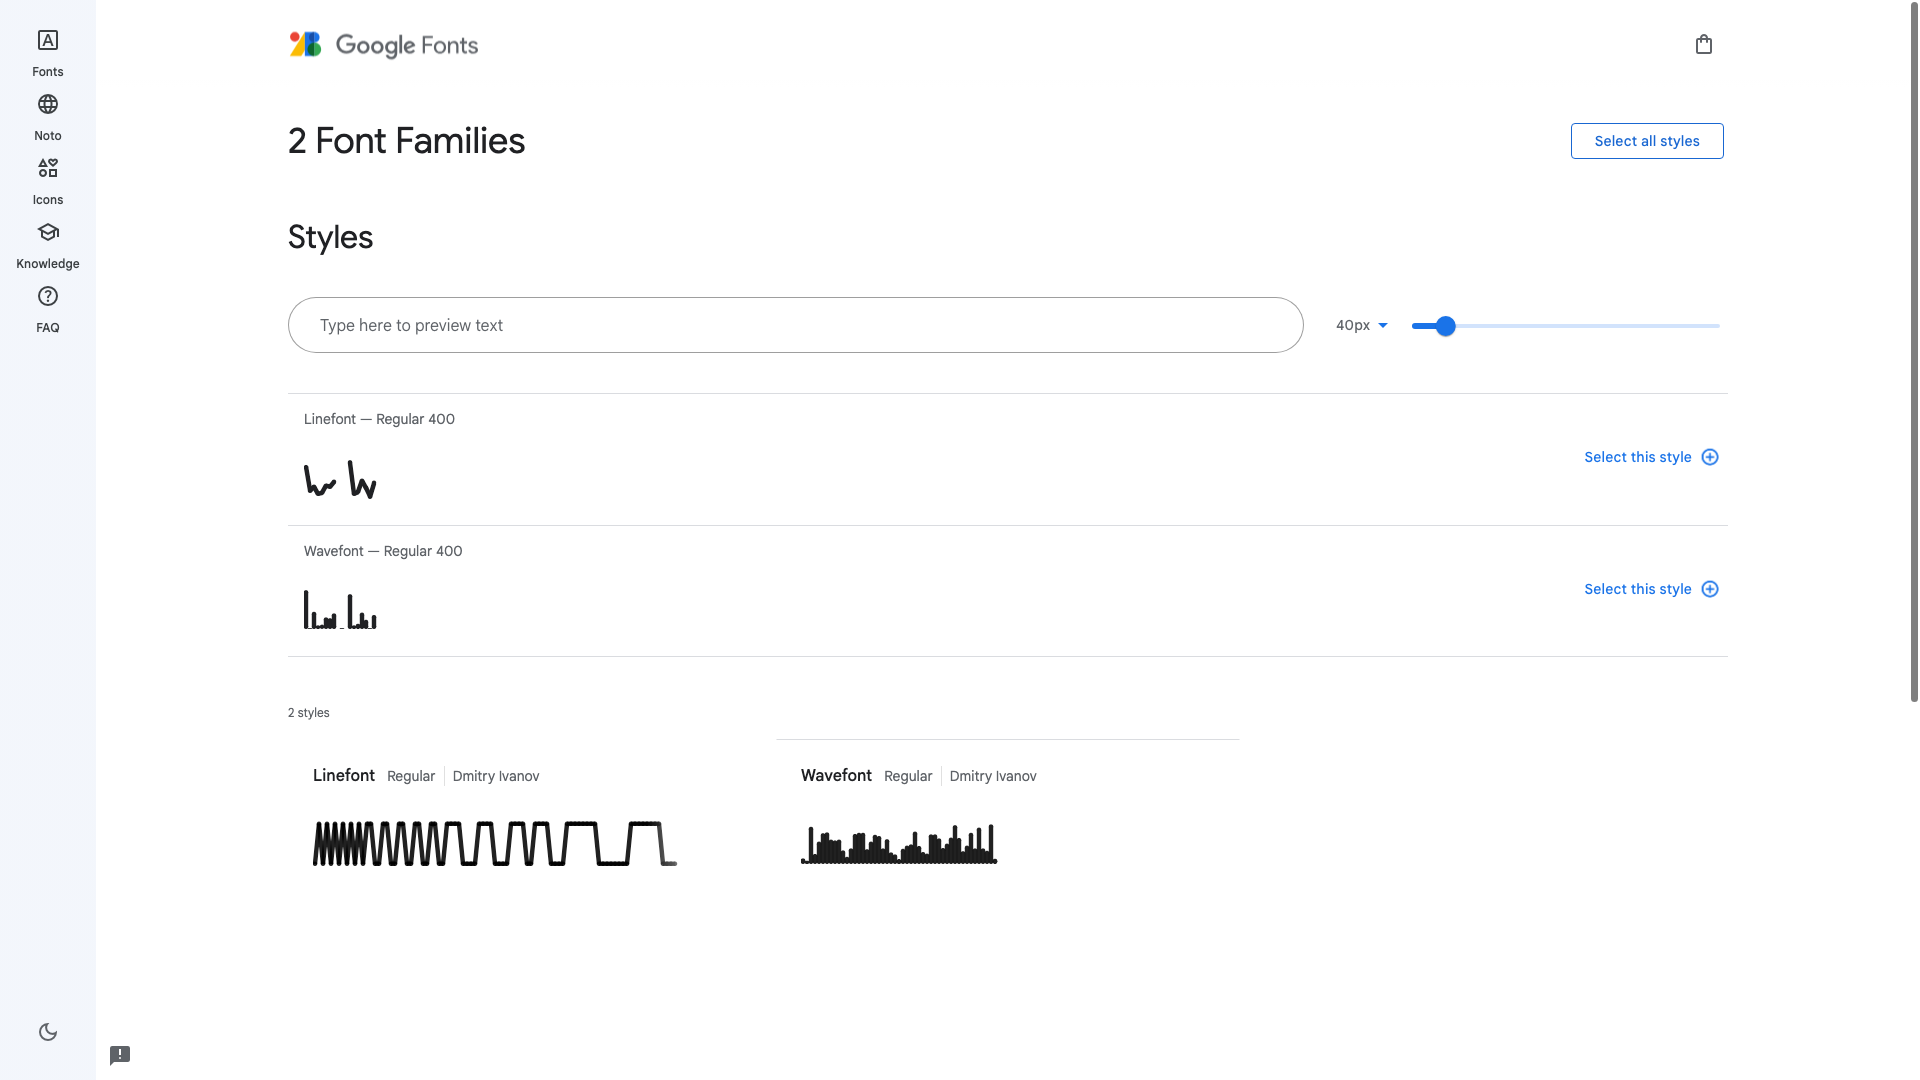 Fonts
Noto
Icons
Knowledge
FAQ
Google Fonts
2 Font Families
Select all styles
Styles
Type here to preview text
40px
Linefont — Regular 400
Select this style
Wavefont — Regular 400
Select this style
2 styles
Linefont Regular Dmitry Ivanov
Wavefont Regular Dmitry Ivanov